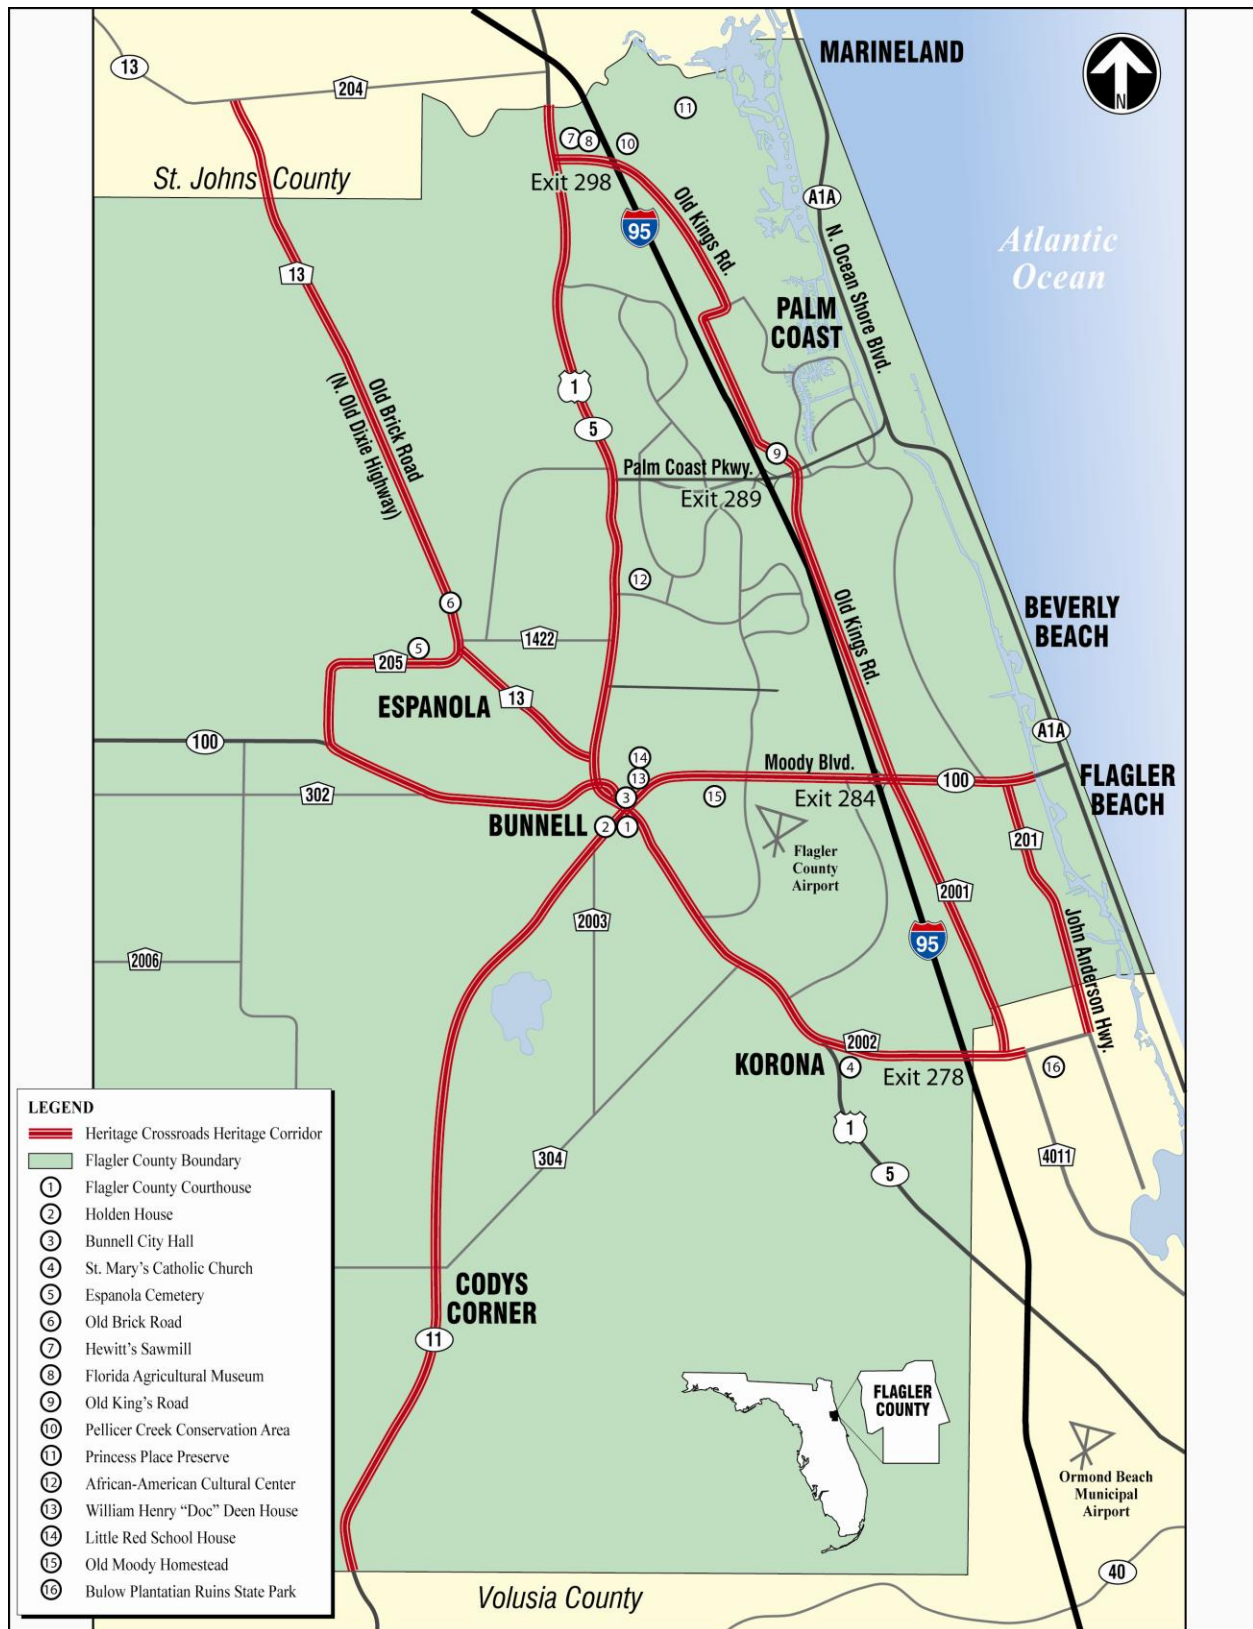 MARINELAND
N
13
204
11
7
8
10
St. Johns County
Exit 298
95
A1A
Old Kings Rd.
N. Ocean Shore Blvd.
Atlantic
Ocean
13
PALM
COAST
1
5
Old Brick Road
(N. Old Dixie Highway)
9
Palm Coast Pkwy.
Exit 289
12
6
Old Kings Rd.
BEVERLY
BEACH
1422
5
205
ESPANOLA
13
A1A
100
14
Moody Blvd.
13
100
FLAGLER
BEACH
302
3
15
Exit 284
BUNNELL
2
1
201
Flagler
County
Airport
2001
2003
John Anderson Hwy.
95
2006
2002
KORONA
4
Exit 278
16
1
4011
304
5
CODYS
CORNER
11
FLAGLER
COUNTY
Ormond Beach
Municipal
Airport
40
Volusia County
LEGEND
Heritage Crossroads Heritage Corridor
Flagler County Boundary
1 Flagler County Courthouse
2 Holden House
3 Bunnell City Hall
4 St. Mary's Catholic Church
5 Espanola Cemetery
6 Old Brick Road
7 Hewitt's Sawmill
8 Florida Agricultural Museum
9 Old King's Road
10 Pellicer Creek Conservation Area
11 Princess Place Preserve
12 African-American Cultural Center
13 William Henry “Doc” Deen House
14 Little Red School House
15 Old Moody Homestead
16 Bulow Plantatian Ruins State Park